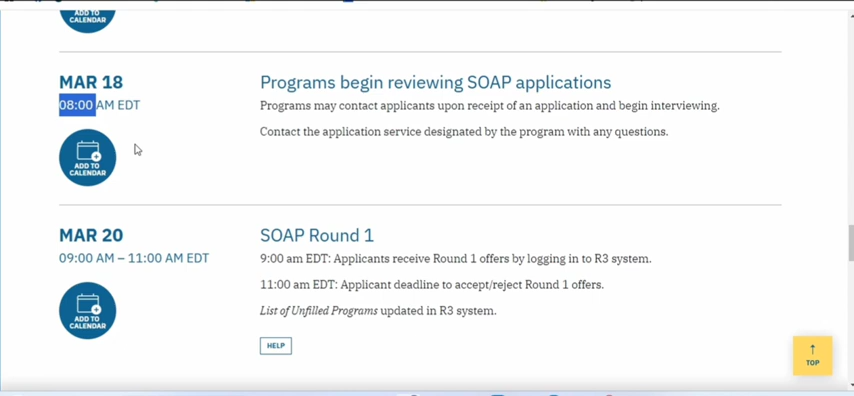 ADD TO
CALENDAR
MAR 18
08:00 AM EDT
ADD TO
CALENDAR
Programs begin reviewing SOAP applications
Programs may contact applicants upon receipt of an application and begin interviewing.
Contact the application service designated by the program with any questions.
MAR 20
09:00 AM – 11:00 AM EDT
ADD TO
CALENDAR
SOAP Round 1
9:00 am EDT: Applicants receive Round 1 offers by logging in to R3 system.
11:00 am EDT: Applicant deadline to accept/reject Round 1 offers.
List of Unfilled Programs updated in R3 system.
HELP
↑
TOP